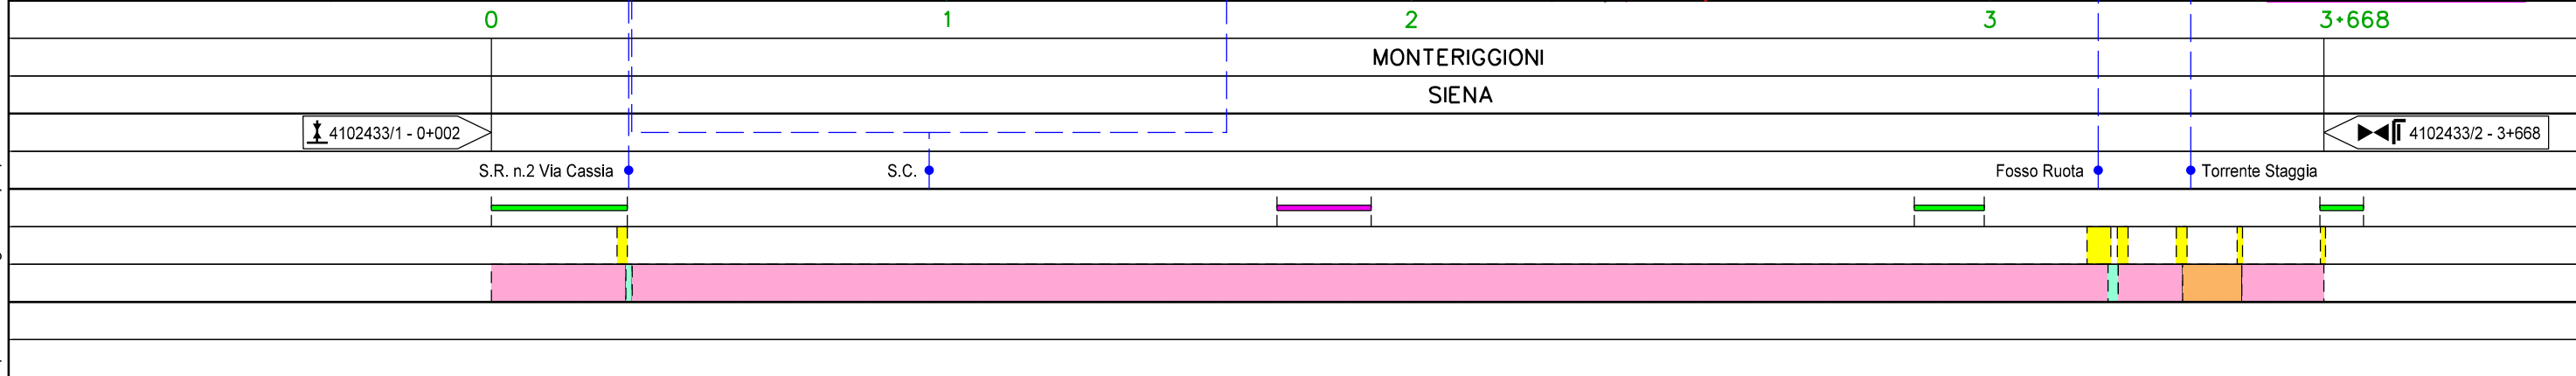 0 1 2 3 3+668
MONTERIGGIONI
SIENA
4102433/1 - 0+002 4102433/2 - 3+668
S.R. n.2 Via Cassia S.C. Fosso Ruota Torrente Staggia